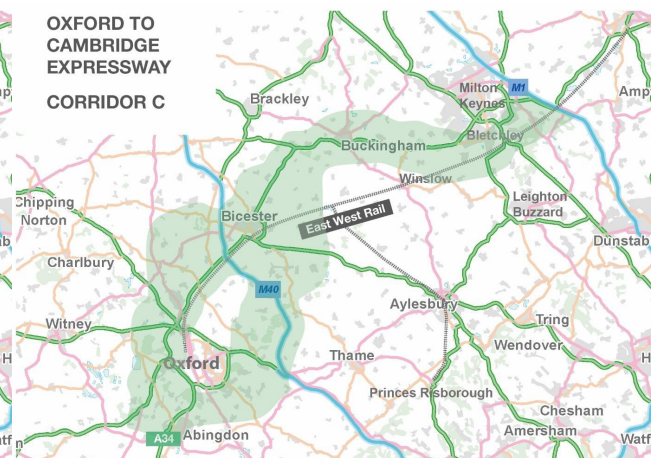 OXFORD TO
CAMBRIDGE
EXPRESSWAY
CORRIDOR C
Brackley
Milton
Keynes
M1
Amp
Buckingham
Bletchley
Winslow
Chipping
Norton
Bicester
East West Rail
Leighton
Buzzard
Dunstab
Charlbury
M40
Aylesbury
Witney
Tring
Wendover
Oxford
Thame
Princes Risborough
Chesham
Amersham
A34
Abingdon
Watf